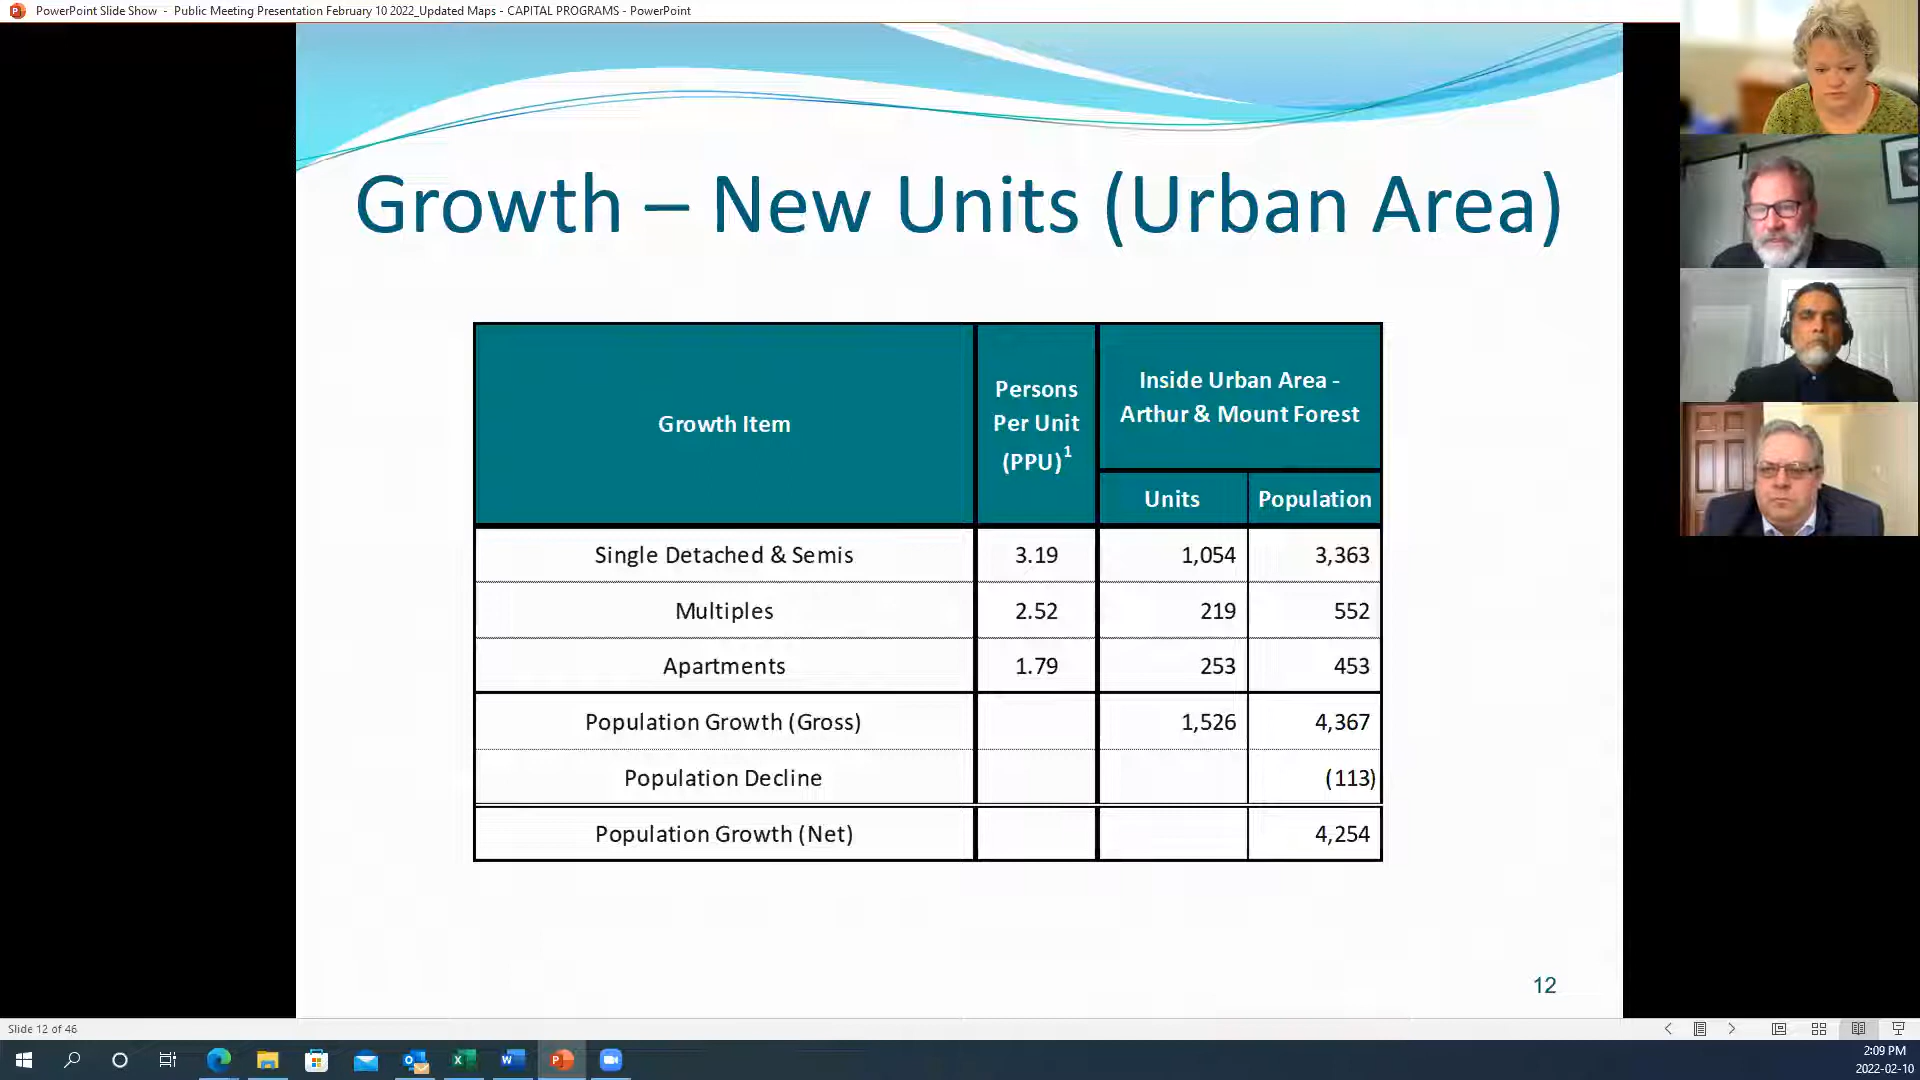 PowerPoint Slide Show - Public Meeting Presentation February 10 2022_Updated Maps - CAPITAL PROGRAMS - PowerPoint
Growth – New Units (Urban Area)
Growth Item
Persons
Per Unit
(PPU)1
Inside Urban Area -
Arthur & Mount Forest
Units Population
Single Detached & Semis 3.19 1,054 3,363
Multiples 2.52 219 552
Apartments 1.79 253 453
Population Growth (Gross) 1,526 4,367
Population Decline (113)
Population Growth (Net) 4,254
12
Slide 12 of 46
2:09 PM
2022-02-10